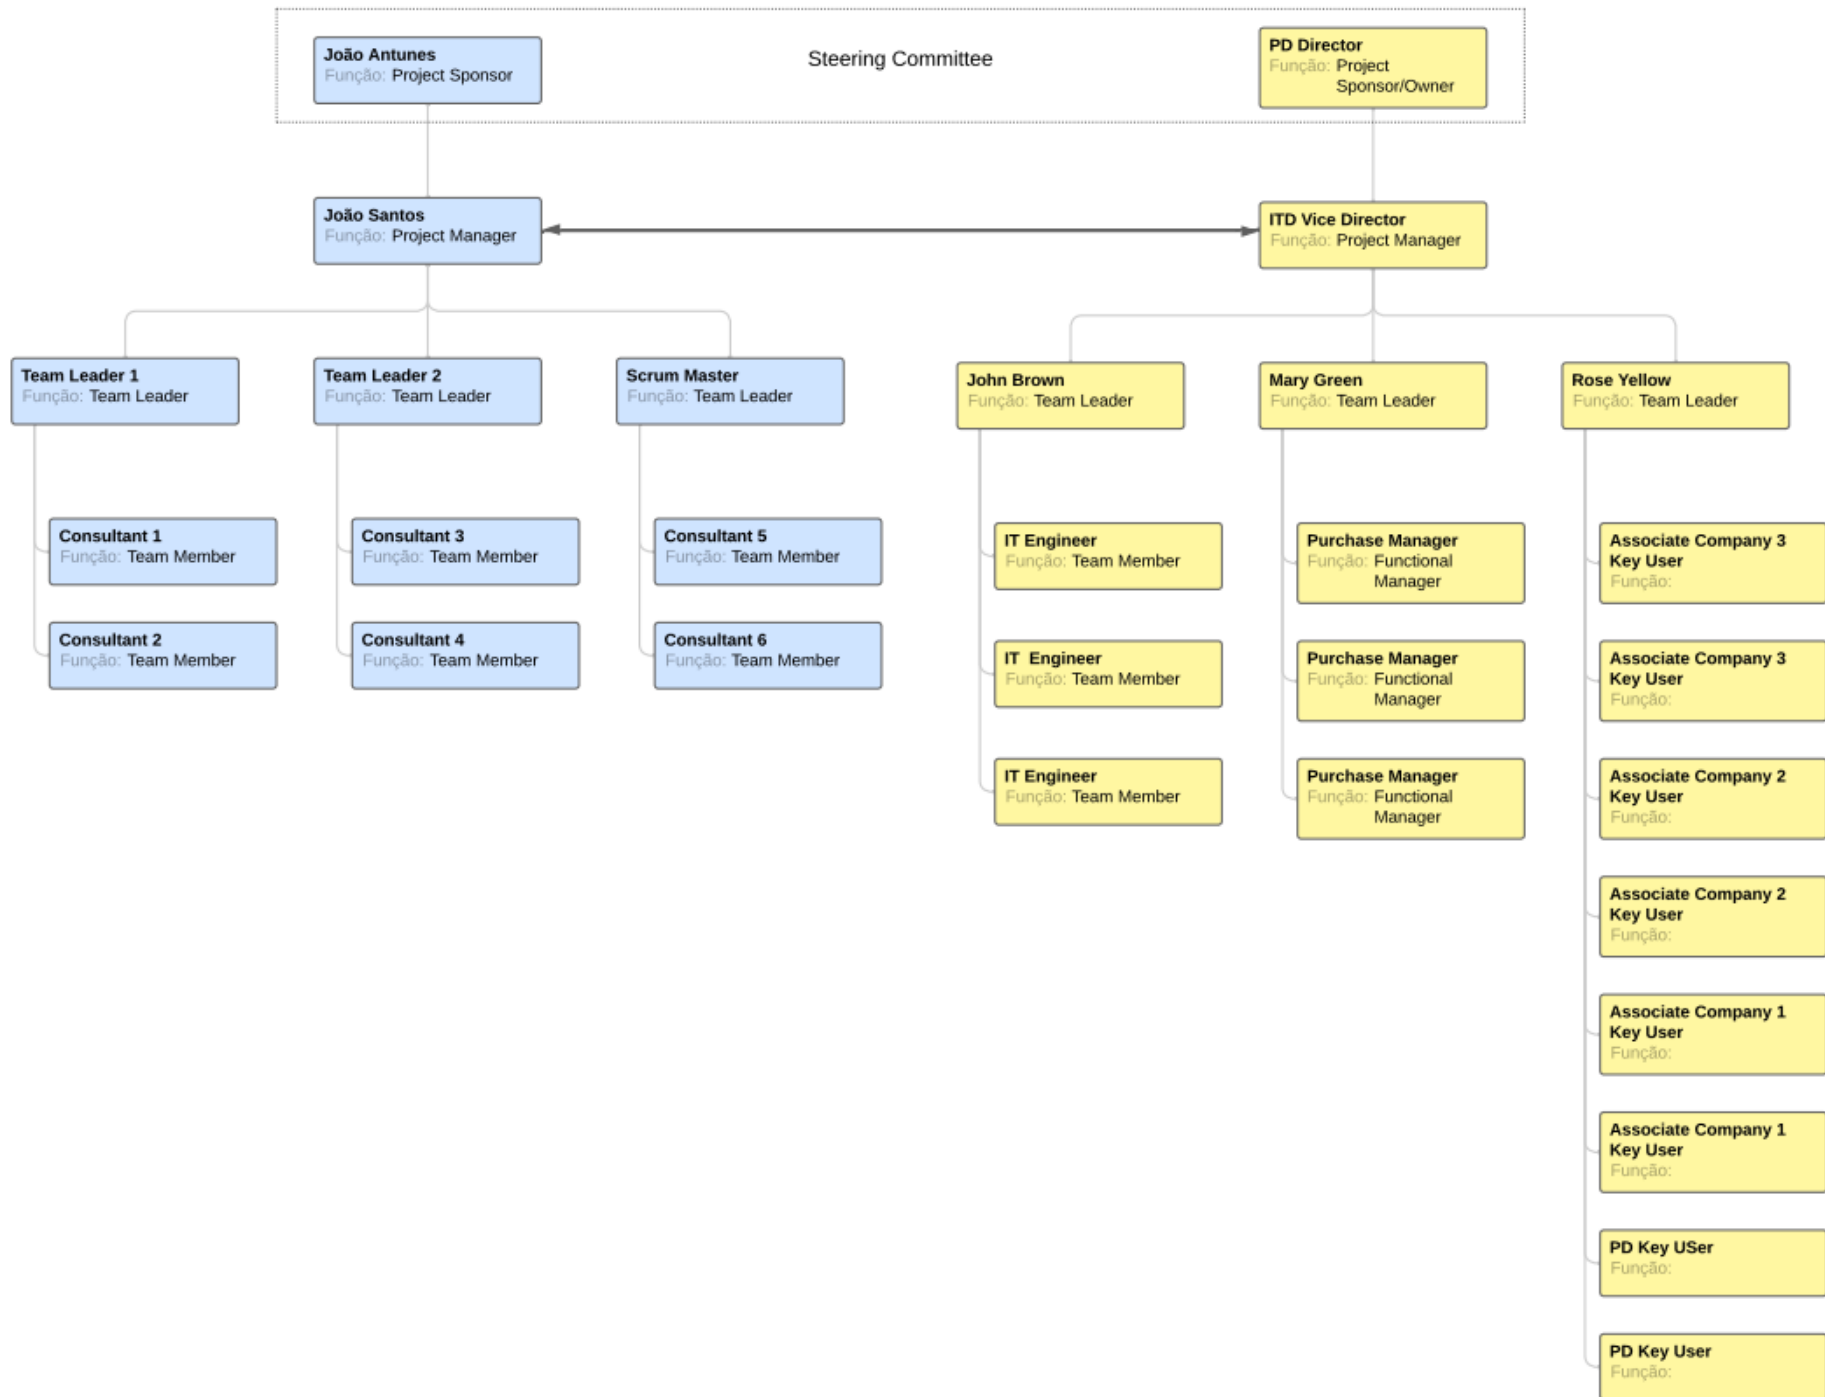 João Antunes
Função: Project Sponsor
Steering Committee
PD Director
Função: Project
Sponsor/Owner
João Santos
Função: Project Manager
ITD Vice Director
Função: Project Manager
Team Leader 1
Função: Team Leader
Team Leader 2
Função: Team Leader
Scrum Master
Função: Team Leader
John Brown
Função: Team Leader
Mary Green
Função: Team Leader
Rose Yellow
Função: Team Leader
Consultant 1
Função: Team Member
Consultant 2
Função: Team Member
Consultant 3
Função: Team Member
Consultant 4
Função: Team Member
Consultant 5
Função: Team Member
Consultant 6
Função: Team Member
IT Engineer
Função: Team Member
IT  Engineer
Função: Team Member
IT Engineer
Função: Team Member
Purchase Manager
Função: Functional
Manager
Purchase Manager
Função: Functional
Manager
Purchase Manager
Função: Functional
Manager
Associate Company 3
Key User
Função:
Associate Company 3
Key User
Função:
Associate Company 2
Key User
Função:
Associate Company 2
Key User
Função:
Associate Company 1
Key User
Função:
Associate Company 1
Key User
Função:
PD Key USer
Função:
PD Key User
Função: